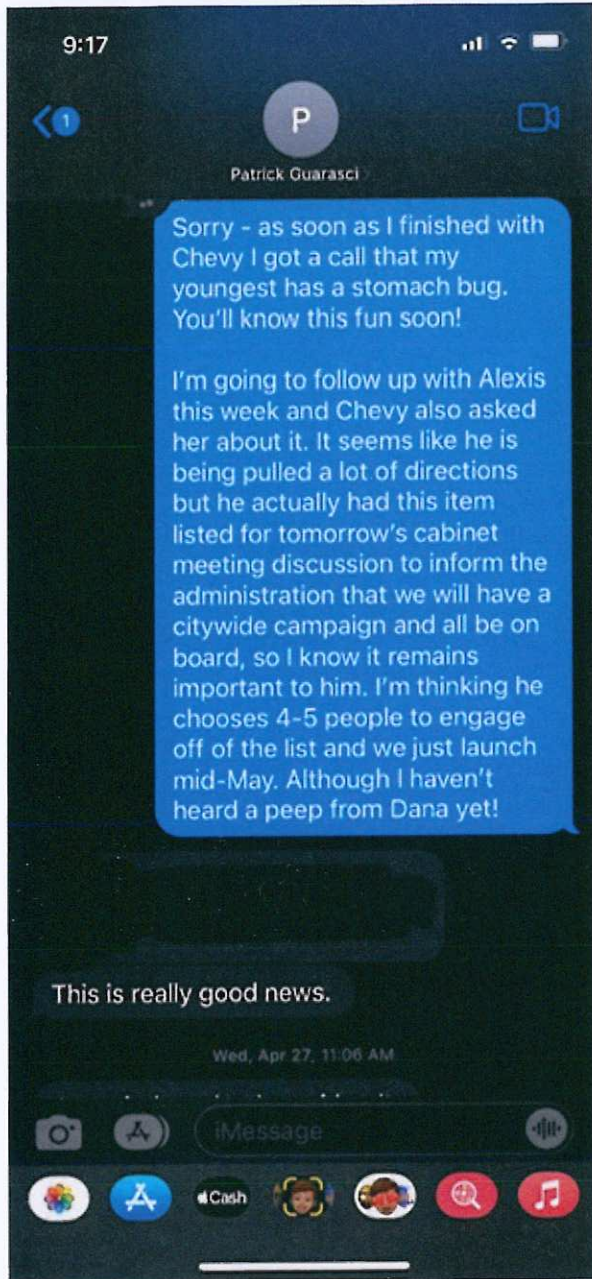 9:17
1
P
Patrick Guarasci
Sorry - as soon as I finished with
Chevy I got a call that my
youngest has a stomach bug.
You'll know this fun soon!
I'm going to follow up with Alexis
this week and Chevy also asked
her about it. It seems like he is
being pulled a lot of directions
but he actually had this item
listed for tomorrow's cabinet
meeting discussion to inform the
administration that we will have a
citywide campaign and all be on
board, so I know it remains
important to him. I'm thinking he
chooses 4-5 people to engage
off of the list and we just launch
mid-May. Although I haven't
heard a peep from Dana yet!
This is really good news.
Wed, Apr 27, 11:06 AM
iMessage
Cash